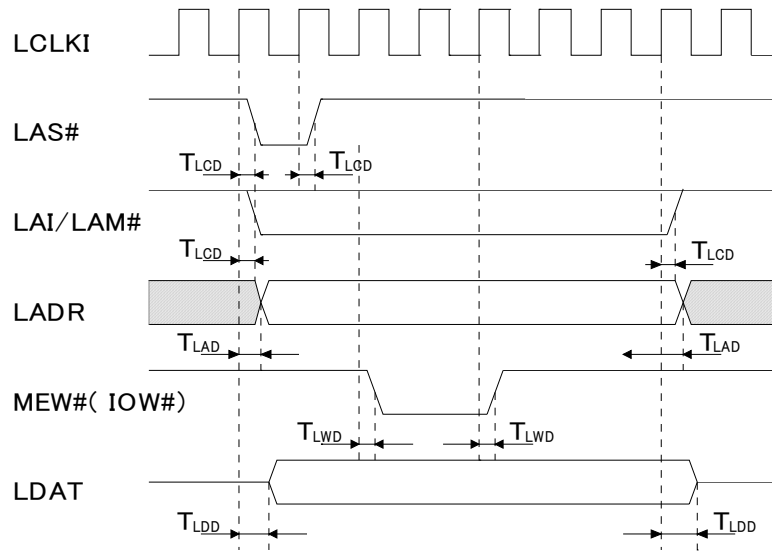 LCLKI
LAS#
TLCD TLCD
LAI/LAM#
TLCD TLCD
LADR
TLAD TLAD
MEW#( IOW#)
TLWD TLWD
LDAT
TLDD TLDD